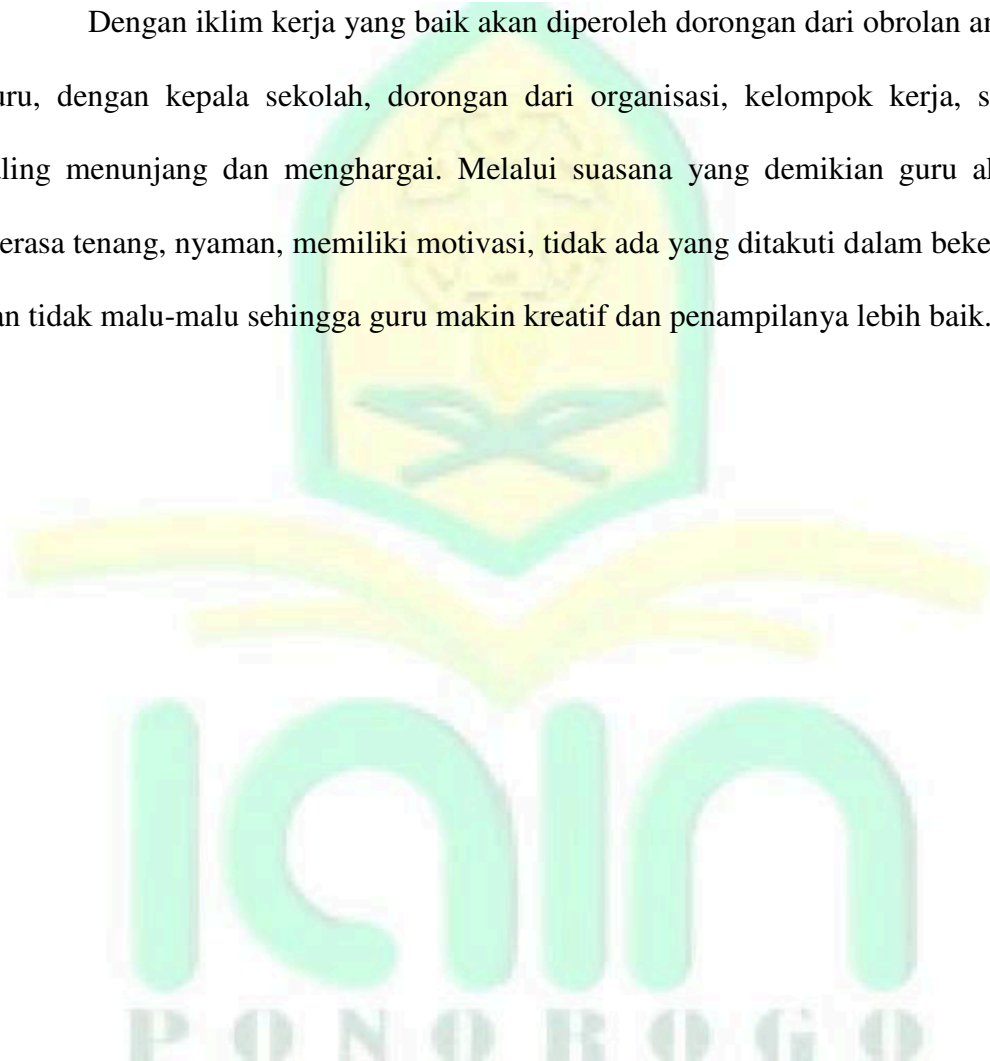 Dengan iklim kerja yang baik akan diperoleh dorongan dari obrolan an
uru, dengan kepala sekolah, dorongan dari organisasi, kelompok kerja, s
ling menunjang dan menghargai. Melalui suasana yang demikian guru a
erasa tenang, nyaman, memiliki motivasi, tidak ada yang ditakuti dalam beke
an tidak malu-malu sehingga guru makin kreatif dan penampilanya lebih baik.
iain
PONOROGO